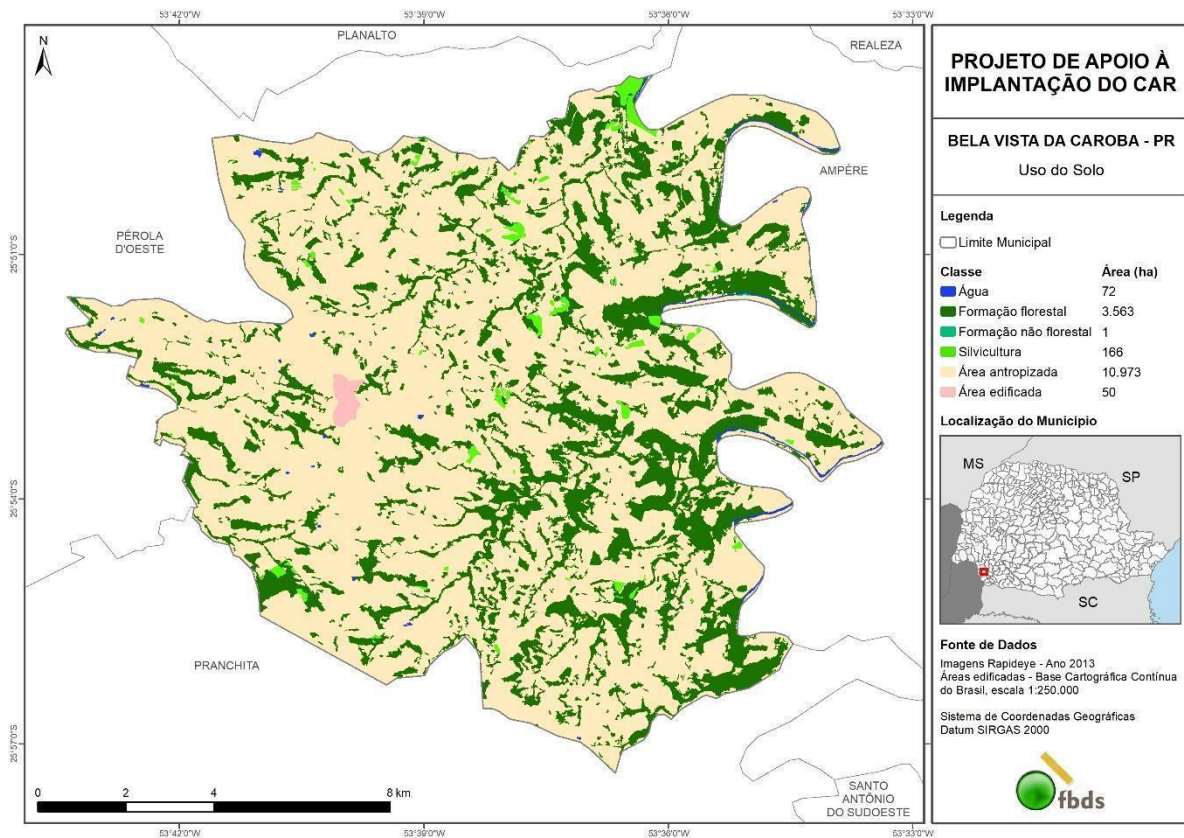 53°42'0"W 53°39'0"W 53°36'0"W 53°33'0"W
N
PLANALTO
REALEZA
AMPÉRE
PÉROLA
D'OESTE
PRANCHITA
SANTO
ANTÔNIO
DO SUDOESTE
25°51'0"S
25°54'0"S
25°57'0"S
0 2 4 8 km
53°42'0"W 53°39'0"W 53°36'0"W 53°33'0"W
PROJETO DE APOIO À
IMPLANTAÇÃO DO CAR
BELA VISTA DA CAROBA - PR
Uso do Solo
Legenda
Limite Municipal
Classe Área (ha)
Água 72
Formação florestal 3.563
Formação não florestal 1
Silvicultura 166
Área antropizada 10.973
Área edificada 50
Localização do Município
MS
SP
SC
Fonte de Dados
Imagens Rapideye - Ano 2013
Áreas edificadas - Base Cartográfica Contínua
do Brasil, escala 1:250.000
Sistema de Coordenadas Geográficas
Datum SIRGAS 2000
fbds